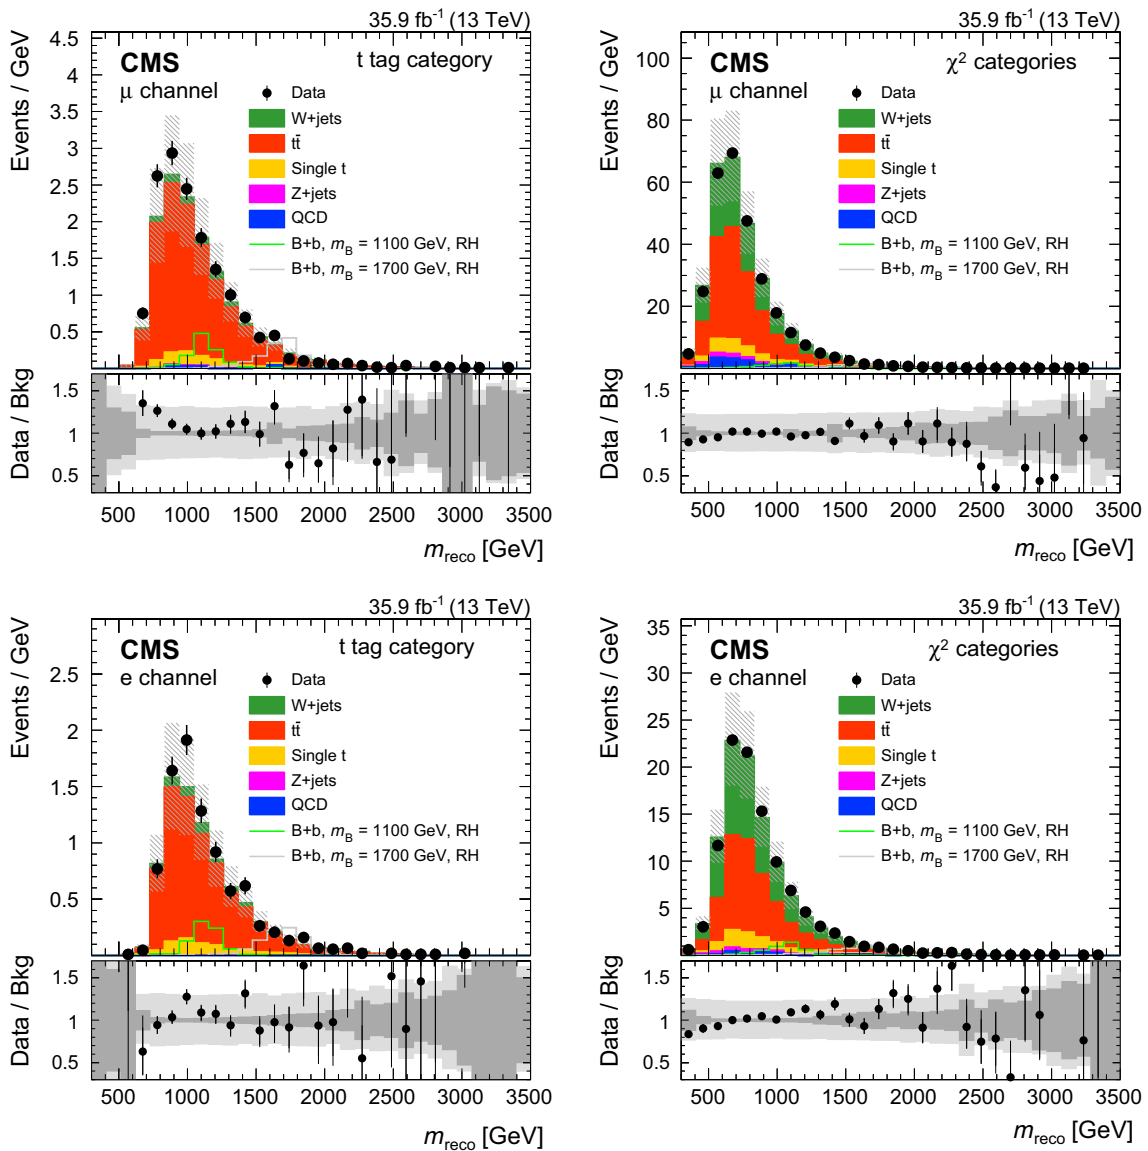 35.9 fb⁻¹ (13 TeV)
Events / GeV
4.5
4
3.5
3
2.5
2
1.5
1
0.5
CMS
t tag category
μ channel
Data
W+jets
tt̄
Single t
Z+jets
QCD
B+b, m_B = 1100 GeV, RH
B+b, m_B = 1700 GeV, RH
Data / Bkg
1.5
1
0.5
500 1000 1500 2000 2500 3000 3500
m_reco [GeV]
35.9 fb⁻¹ (13 TeV)
Events / GeV
100
80
60
40
20
CMS
χ² categories
μ channel
Data
W+jets
tt̄
Single t
Z+jets
QCD
B+b, m_B = 1100 GeV, RH
B+b, m_B = 1700 GeV, RH
Data / Bkg
1.5
1
0.5
500 1000 1500 2000 2500 3000 3500
m_reco [GeV]
35.9 fb⁻¹ (13 TeV)
Events / GeV
2.5
2
1.5
1
0.5
CMS
t tag category
e channel
Data
W+jets
tt̄
Single t
Z+jets
QCD
B+b, m_B = 1100 GeV, RH
B+b, m_B = 1700 GeV, RH
Data / Bkg
1.5
1
0.5
500 1000 1500 2000 2500 3000 3500
m_reco [GeV]
35.9 fb⁻¹ (13 TeV)
Events / GeV
35
30
25
20
15
10
5
CMS
χ² categories
e channel
Data
W+jets
tt̄
Single t
Z+jets
QCD
B+b, m_B = 1100 GeV, RH
B+b, m_B = 1700 GeV, RH
Data / Bkg
1.5
1
0.5
500 1000 1500 2000 2500 3000 3500
m_reco [GeV]